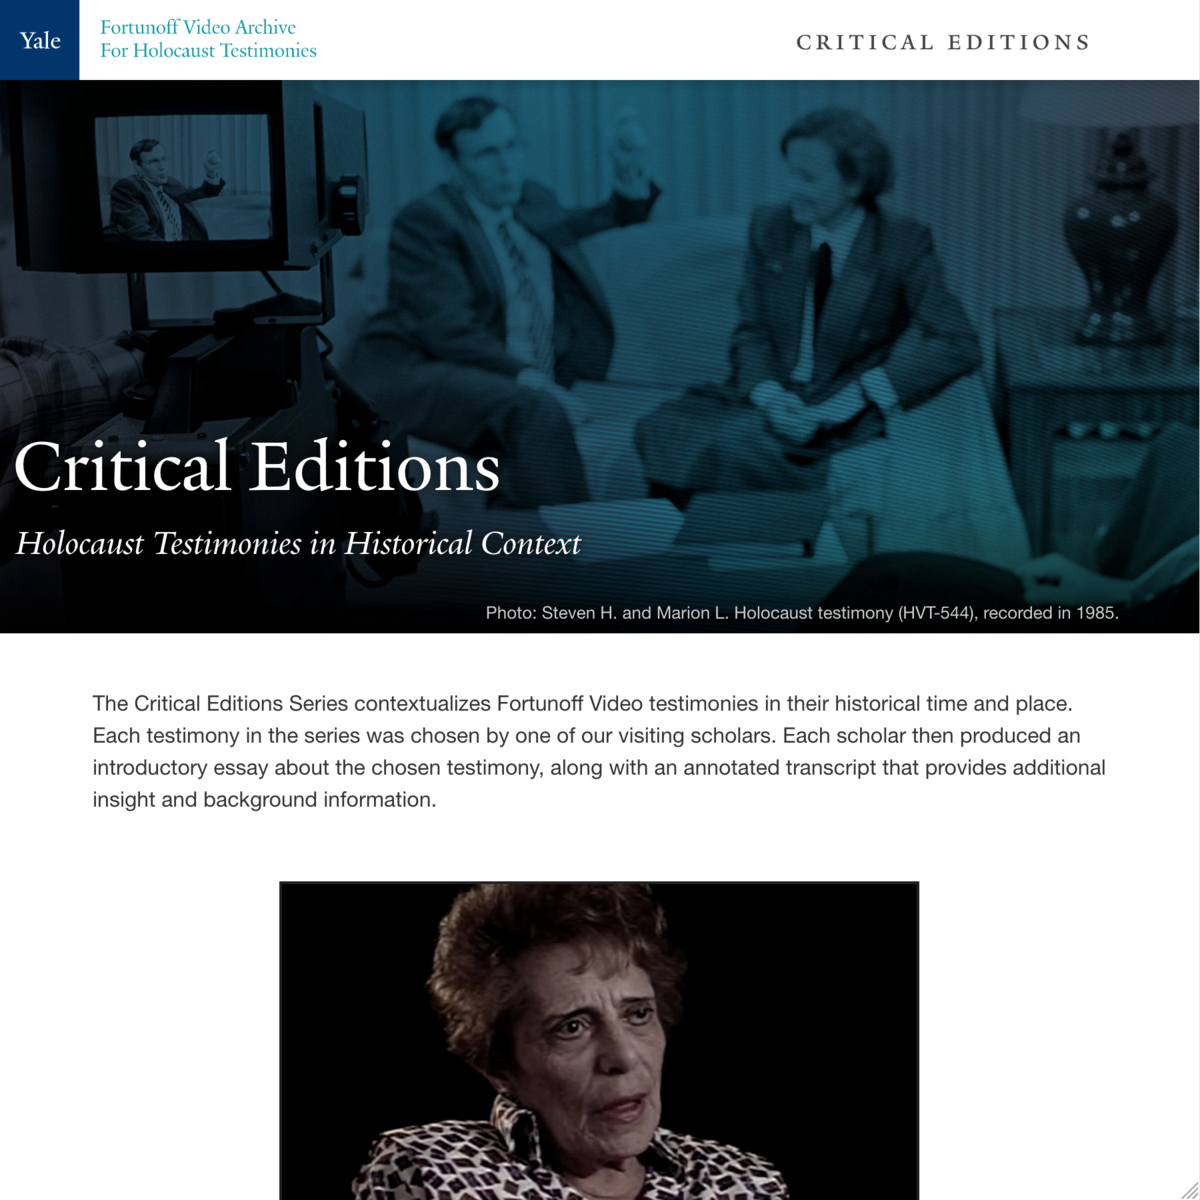 Yale
Fortunoff Video Archive
For Holocaust Testimonies
CRITICAL EDITIONS
Critical Editions
Holocaust Testimonies in Historical Context
Photo: Steven H. and Marion L. Holocaust testimony (HVT-544), recorded in 1985.
The Critical Editions Series contextualizes Fortunoff Video testimonies in their historical time and place.
Each testimony in the series was chosen by one of our visiting scholars. Each scholar then produced an
introductory essay about the chosen testimony, along with an annotated transcript that provides additional
insight and background information.